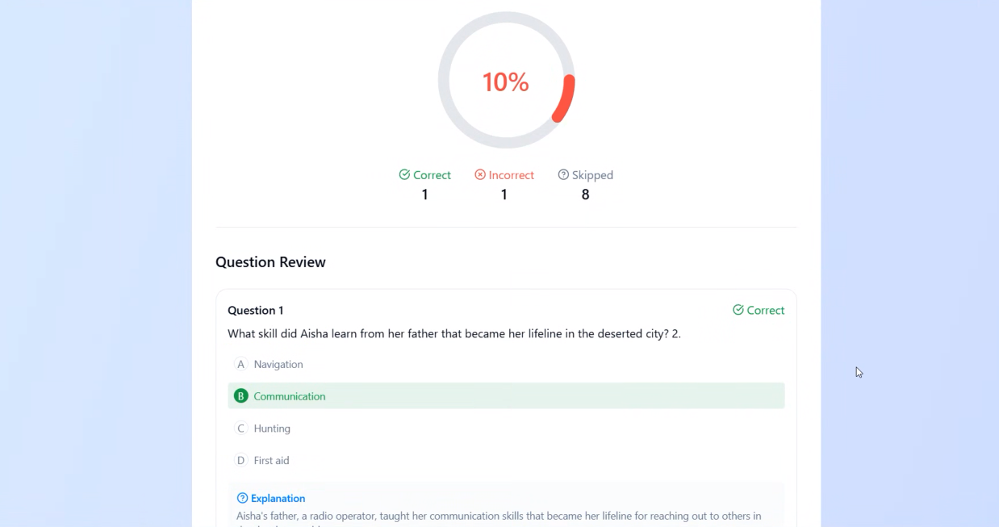 10%
Correct Incorrect Skipped
1 1 8
Question Review
Question 1 Correct
What skill did Aisha learn from her father that became her lifeline in the deserted city? 2.
A Navigation
B Communication
C Hunting
D First aid
Explanation
Aisha's father, a radio operator, taught her communication skills that became her lifeline for reaching out to others in